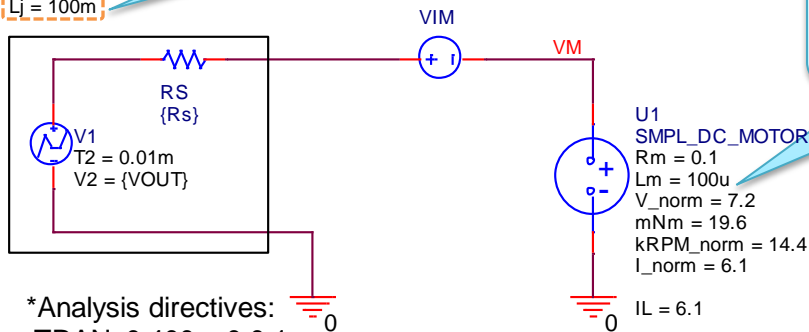 Lj = 100m
VIM
+ I
VM
RS
{Rs}
V1
T2 = 0.01m
V2 = {VOUT}
U1
SMPL_DC_MOTOR
Rm = 0.1
Lm = 100u
V_norm = 7.2
mNm = 19.6
kRPM_norm = 14.4
I_norm = 6.1
IL = 6.1
+
-
0
0
*Analysis directives: